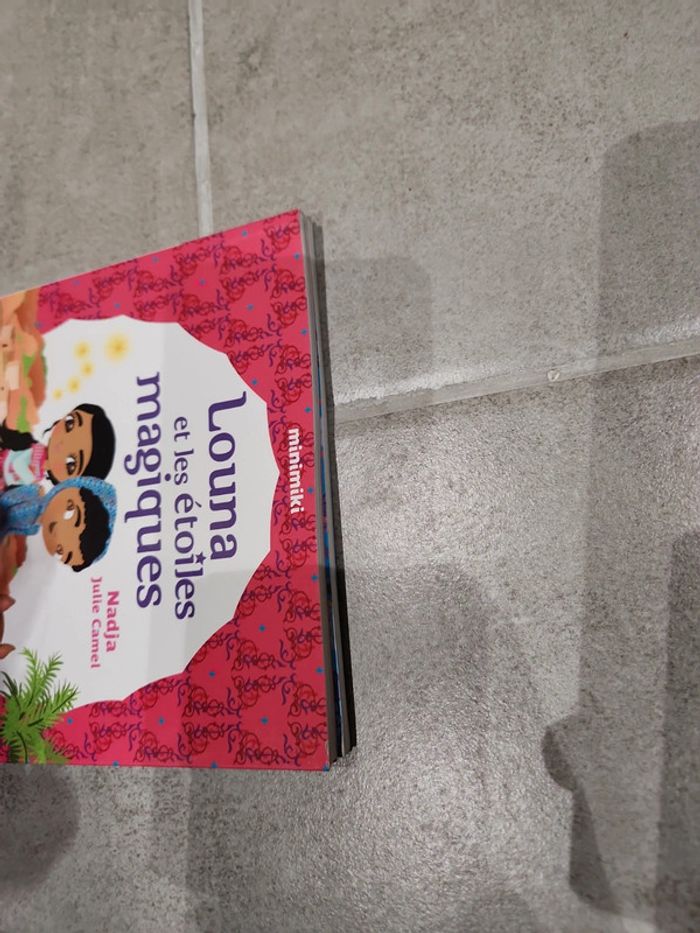 minimiki
Louna
et les étoiles
magiques
Nadja
Julie Camel